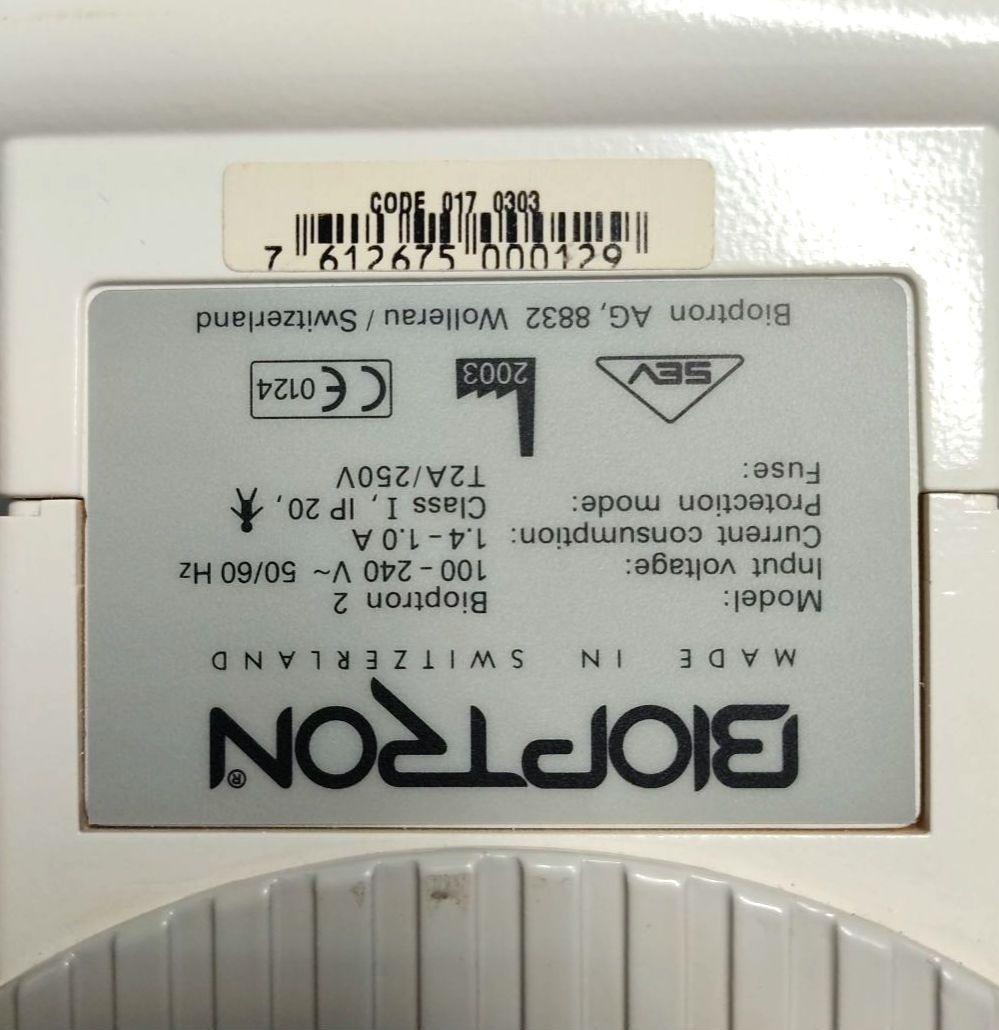 CODE 017 0303
7 612675 000129
BIOPTRON®
MADE IN SWITZERLAND
Model: Bioptron 2
Input voltage: 100 - 240 V~ 50/60 Hz
Current consumption: 1.4 - 1.0 A
Protection mode: Class I, IP 20,
Fuse: T2A/250V
SEV 2003 CE 0124
Bioptron AG, 8832 Wollerau / Switzerland